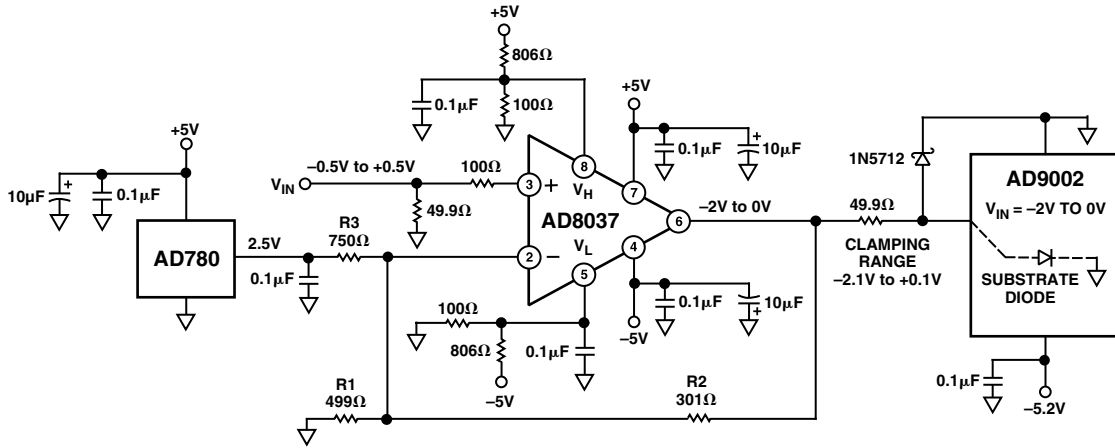 +5V
806Ω
0.1µF
100Ω
+5V
0.1µF
10µF
+
+5V
10µF
+
0.1µF
–0.5V to +0.5V
VIN
100Ω
49.9Ω
3
+
8
VH
7
AD8037
6
VL
2
–
5
4
–2V to 0V
1N5712
49.9Ω
CLAMPING
RANGE
–2.1V to +0.1V
AD9002
VIN = –2V TO 0V
SUBSTRATE
DIODE
AD780
2.5V
R3
750Ω
0.1µF
0.1µF
10µF
+
–5V
100Ω
806Ω
0.1µF
–5V
R1
499Ω
R2
301Ω
0.1µF
–5.2V